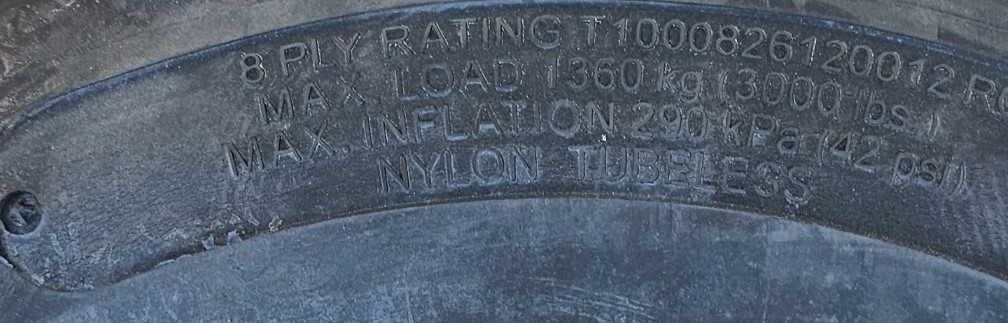 8 PLY RATING T1000826120012 R
MAX. LOAD 1360 kg (3000 lbs.)
MAX. INFLATION 290 kPa (42 psi)
NYLON TUBELESS